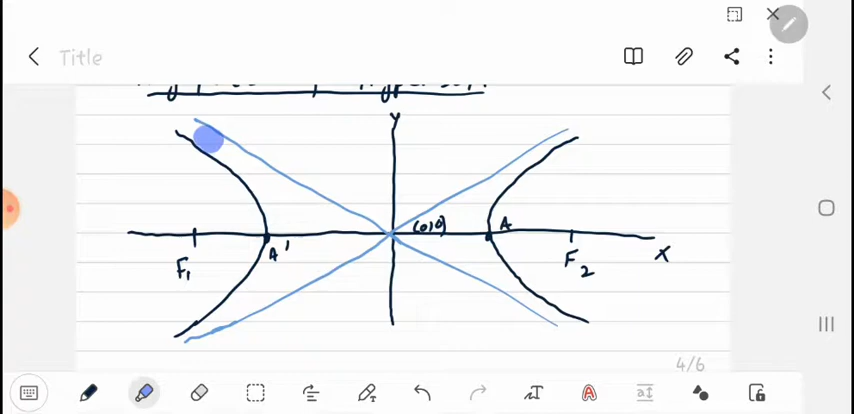 Title
Y
(0,0)
A
A'
F₁
F₂
X
4/6